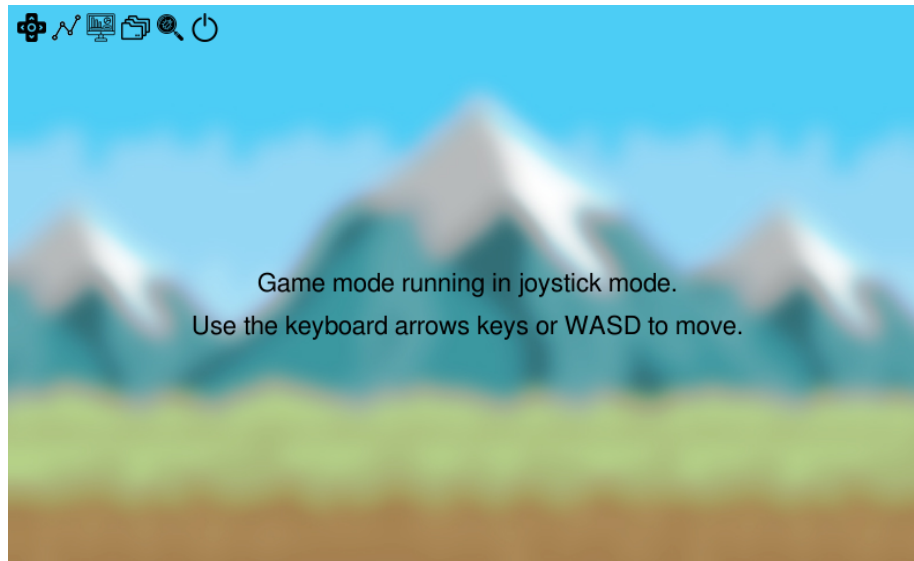 Game mode running in joystick mode.
Use the keyboard arrows keys or WASD to move.